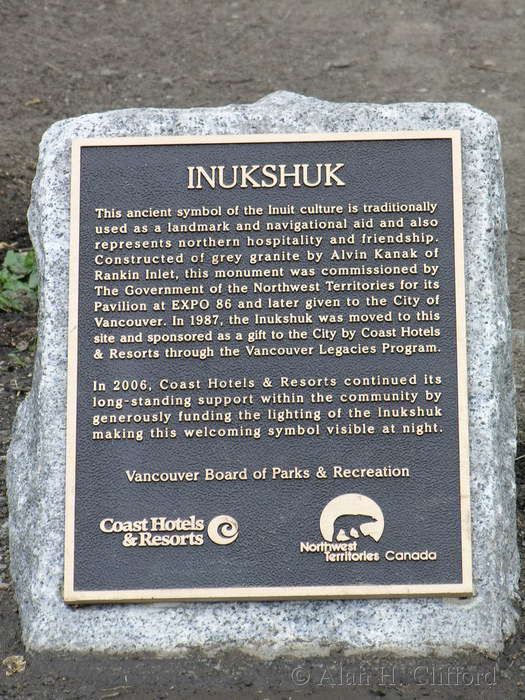 INUKSHUK
This ancient symbol of the Inuit culture is traditionally
used as a landmark and navigational aid and also
represents northern hospitality and friendship.
Constructed of grey granite by Alvin Kanak of
Rankin Inlet, this monument was commissioned by
The Government of the Northwest Territories for its
Pavilion at EXPO 86 and later given to the City of
Vancouver. In 1987, the Inukshuk was moved to this
site and sponsored as a gift to the City by Coast Hotels
& Resorts through the Vancouver Legacies Program.
In 2006, Coast Hotels & Resorts continued its
long-standing support within the community by
generously funding the lighting of the Inukshuk
making this welcoming symbol visible at night.
Vancouver Board of Parks & Recreation
Coast Hotels
& Resorts
Northwest
Territories Canada
© Alan H. Clifford